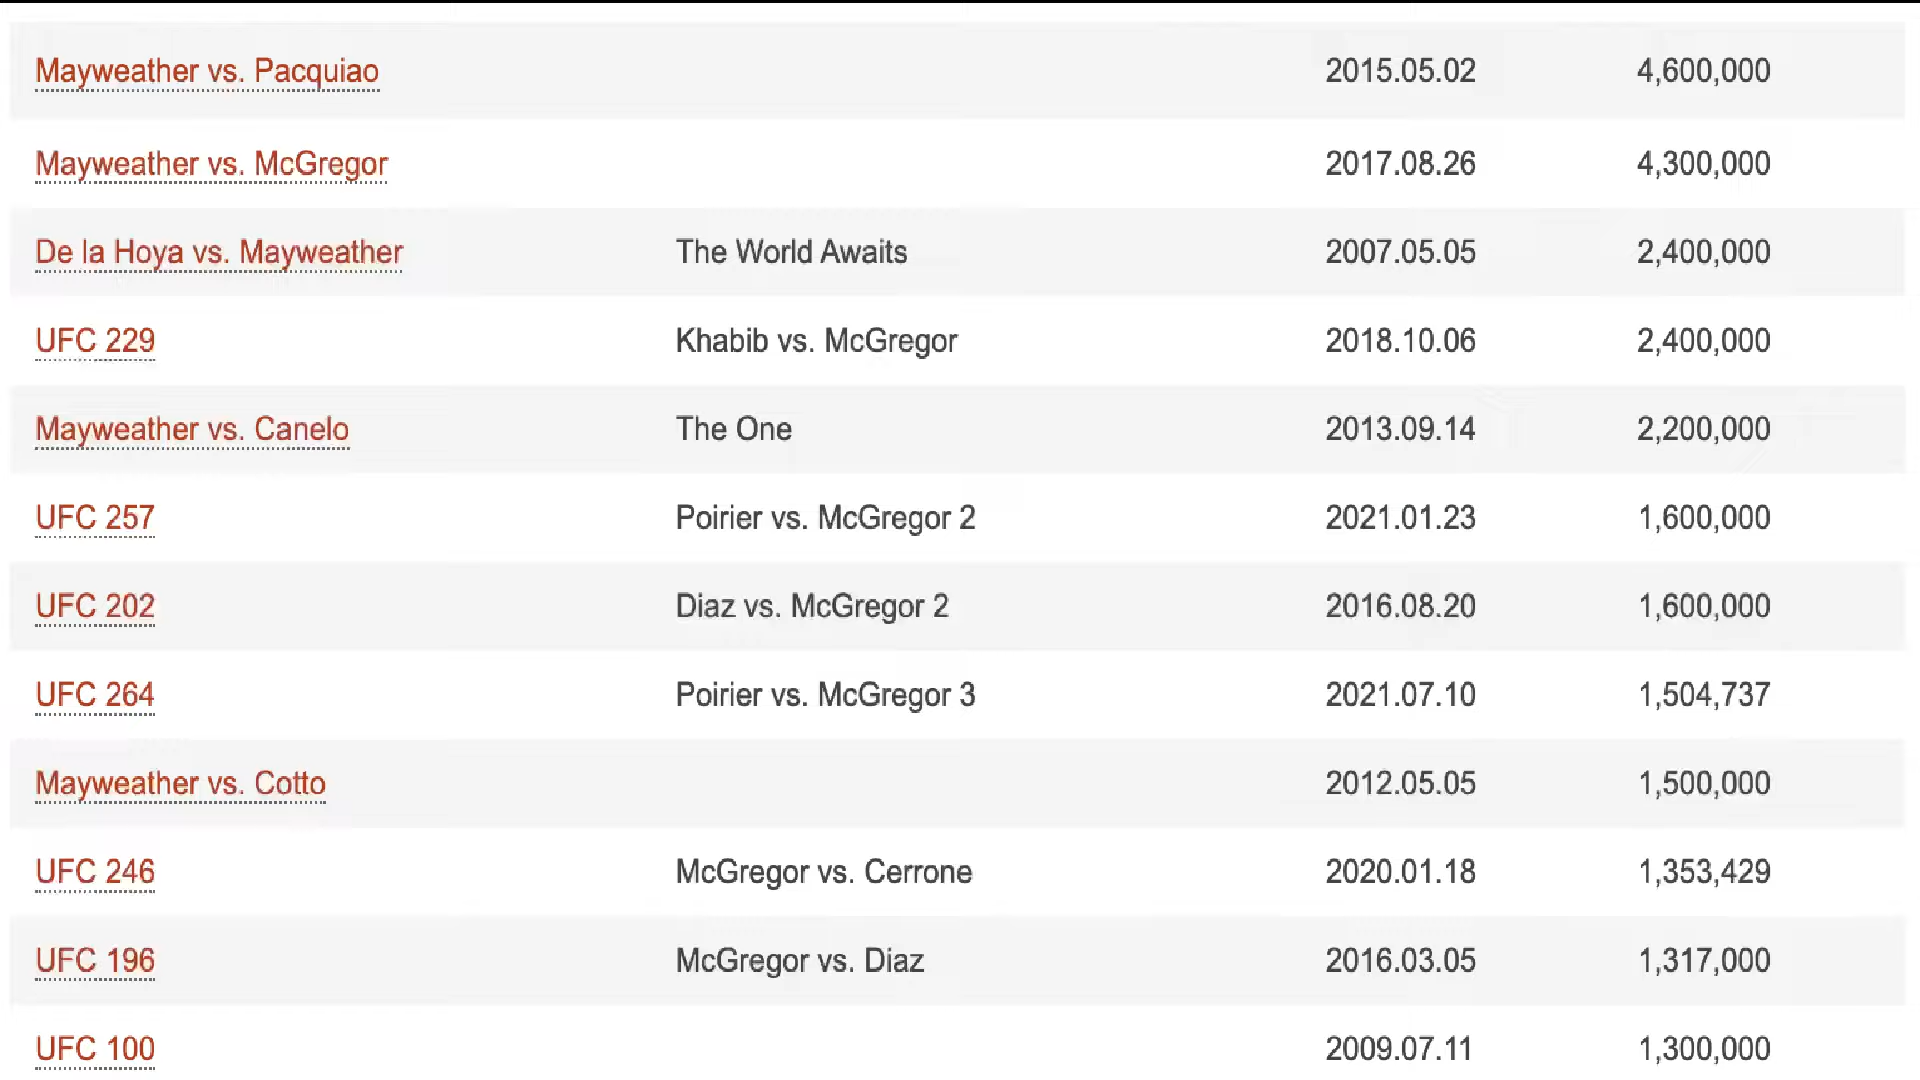 Mayweather vs. Pacquiao 2015.05.02 4,600,000
Mayweather vs. McGregor 2017.08.26 4,300,000
De la Hoya vs. Mayweather The World Awaits 2007.05.05 2,400,000
UFC 229 Khabib vs. McGregor 2018.10.06 2,400,000
Mayweather vs. Canelo The One 2013.09.14 2,200,000
UFC 257 Poirier vs. McGregor 2 2021.01.23 1,600,000
UFC 202 Diaz vs. McGregor 2 2016.08.20 1,600,000
UFC 264 Poirier vs. McGregor 3 2021.07.10 1,504,737
Mayweather vs. Cotto 2012.05.05 1,500,000
UFC 246 McGregor vs. Cerrone 2020.01.18 1,353,429
UFC 196 McGregor vs. Diaz 2016.03.05 1,317,000
UFC 100 2009.07.11 1,300,000